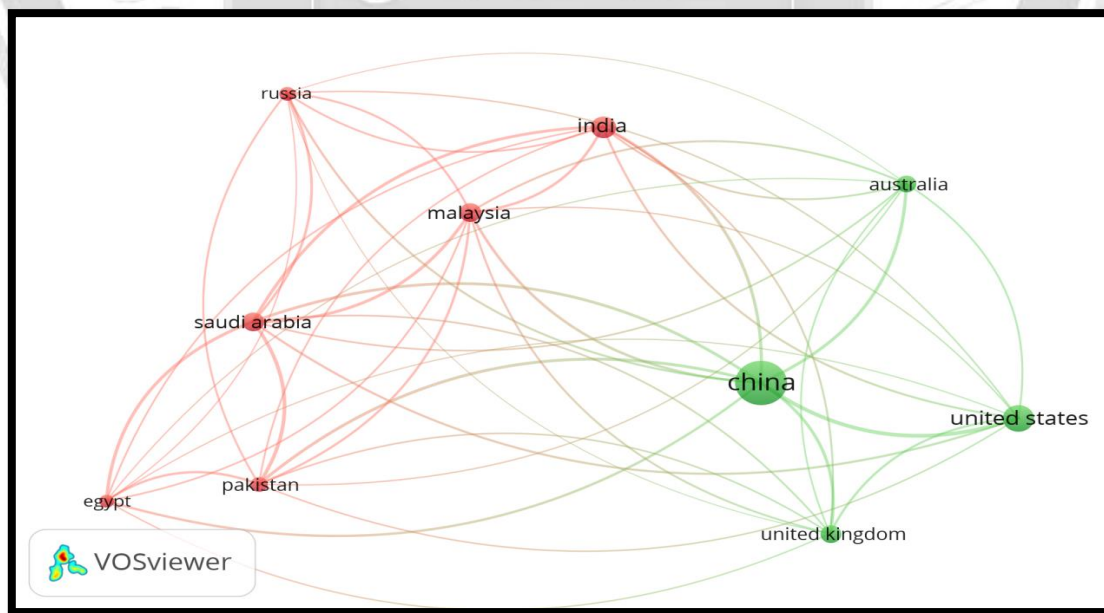 russia
india
australia
malaysia
saudi arabia
china
united states
pakistan
egypt
united kingdom
VOSviewer